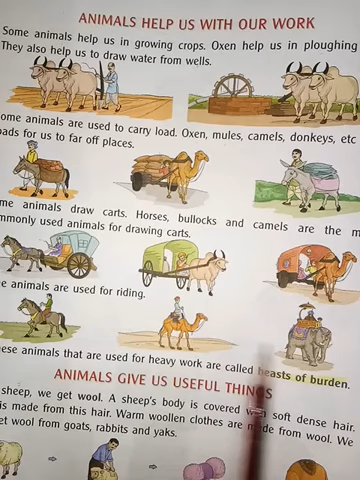 ANIMALS HELP US WITH OUR WORK
Some animals help us in growing crops. Oxen help us in ploughing
They also help us to draw water from wells.
ome animals are used to carry load. Oxen, mules, camels, donkeys, etc
oads for us to far off places.
me animals draw carts. Horses, bullocks and camels are the m
mmonly used animals for drawing carts.
e animals are used for riding.
ese animals that are used for heavy work are called beasts of burden.
ANIMALS GIVE US USEFUL THINGS
sheep, we get wool. A sheep's body is covered soft dense hair.
is made from this hair. Warm woollen clothes are made from wool. We
et wool from goats, rabbits and yaks.